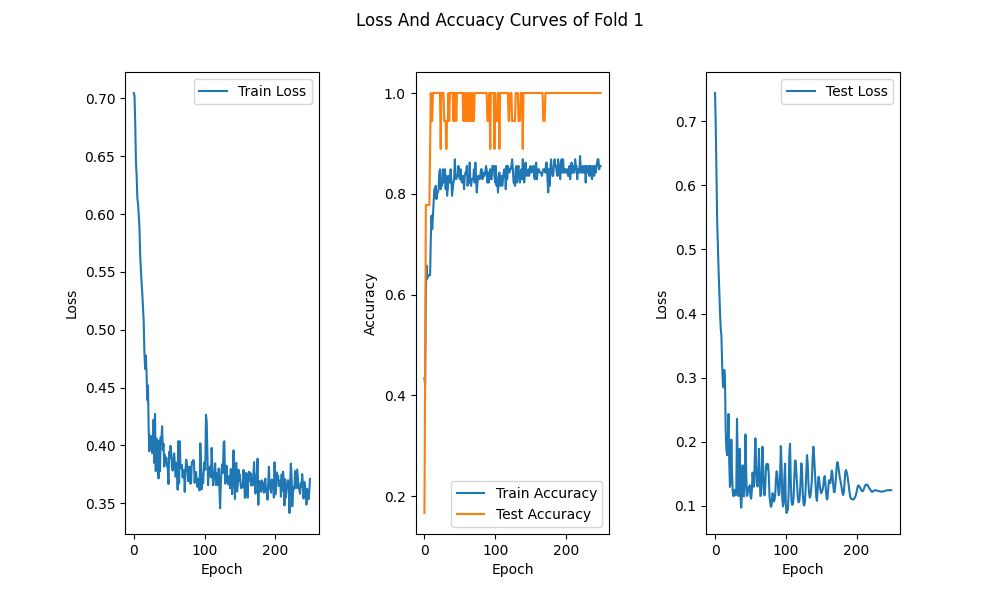 Loss And Accuacy Curves of Fold 1
Train Loss
0.70
0.65
0.60
0.55
0.50
0.45
0.40
0.35
Loss
0
100
200
Epoch
1.0
0.8
0.6
0.4
0.2
Accuracy
Train Accuracy
Test Accuracy
0
100
200
Epoch
Test Loss
0.7
0.6
0.5
0.4
0.3
0.2
0.1
Loss
0
100
200
Epoch